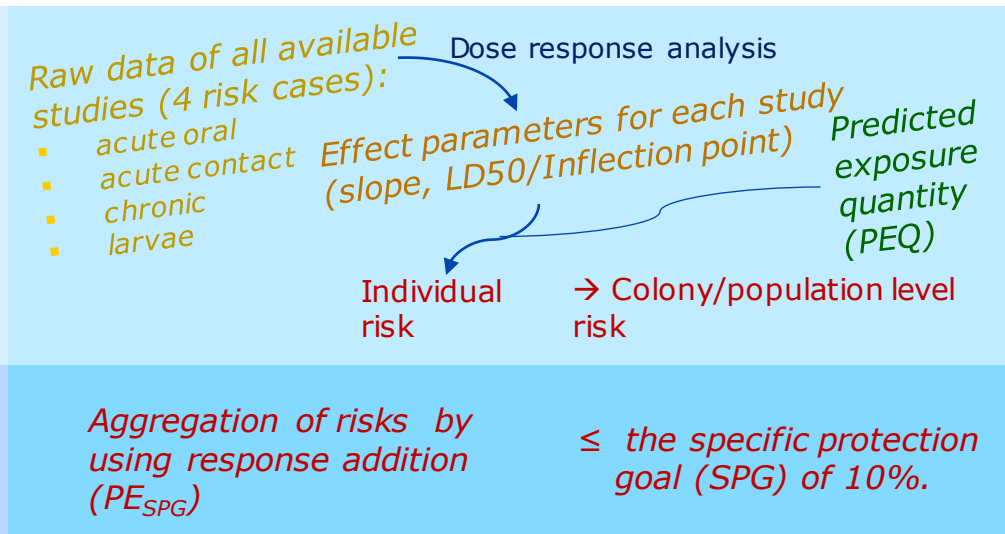 Raw data of all available
studies (4 risk cases):
▪ acute oral
▪ acute contact
▪ chronic
▪ larvae
Dose response analysis
Effect parameters for each study
(slope, LD50/Inflection point)
Predicted
exposure
quantity
(PEQ)
Individual
risk
→ Colony/population level
risk
Aggregation of risks by
using response addition
(PE_SPG)
≤ the specific protection
goal (SPG) of 10%.